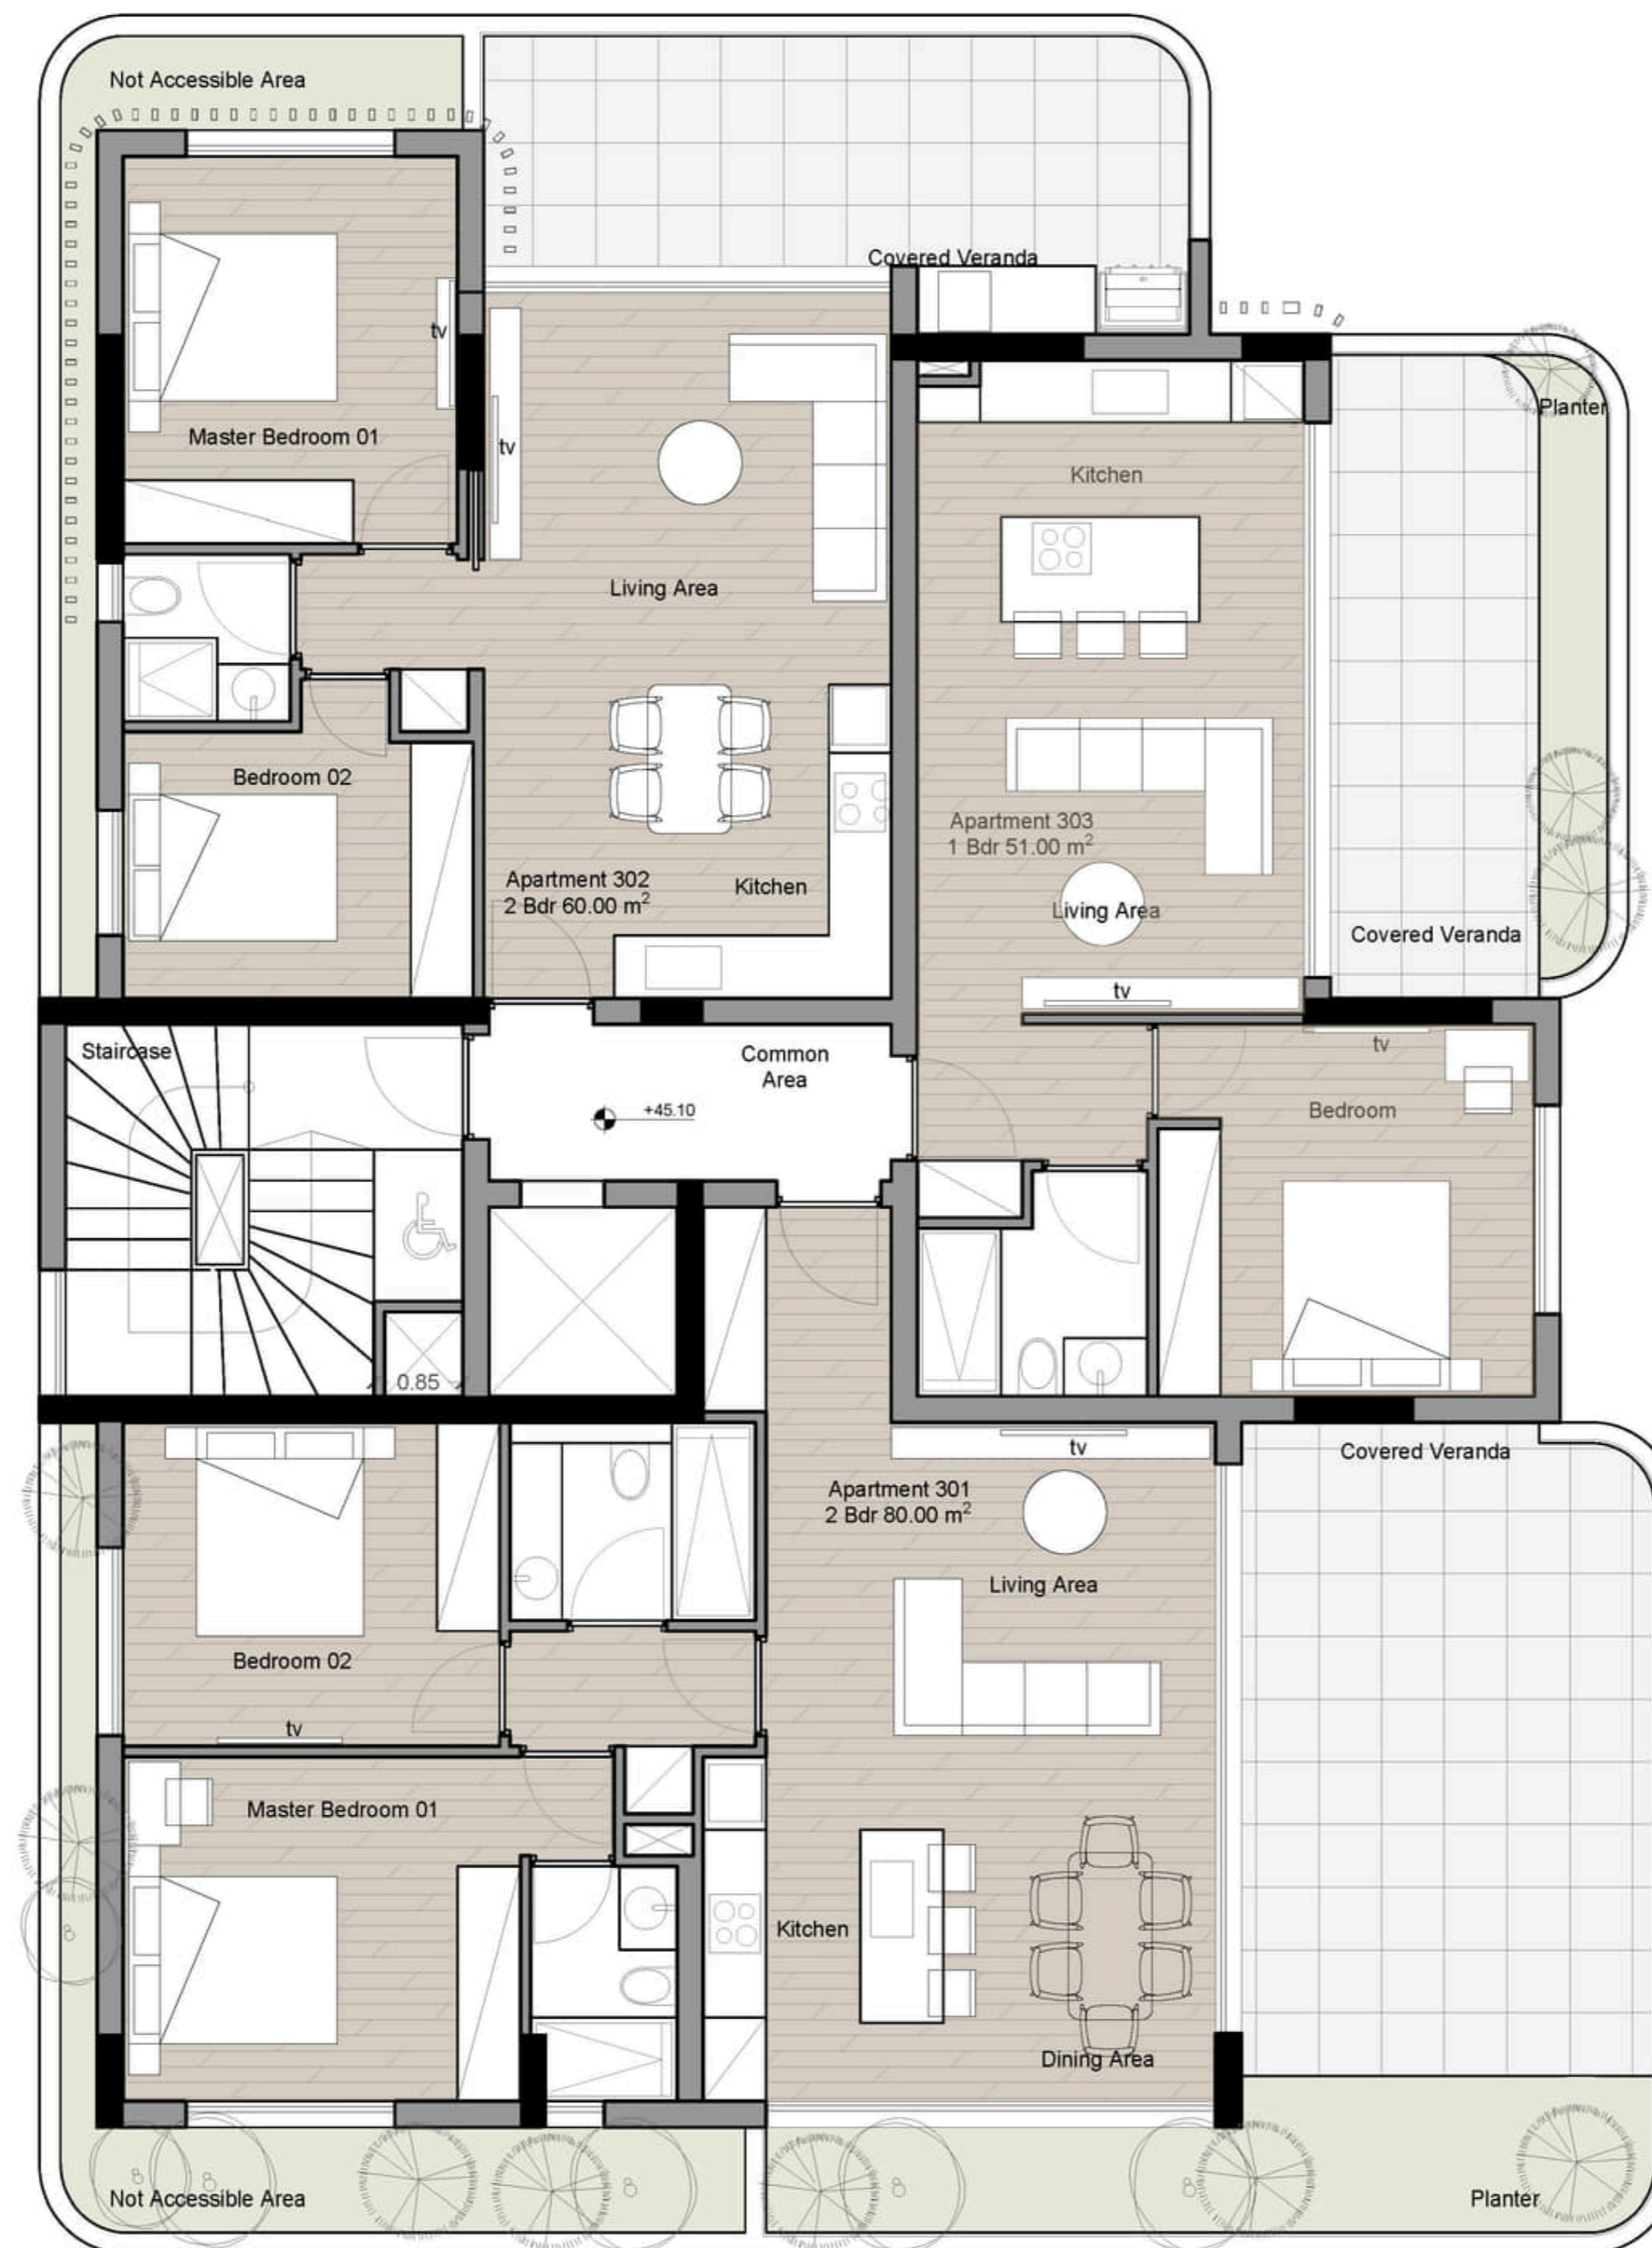 Not Accessible Area
Covered Veranda
tv
Master Bedroom 01
tv
Planter
Kitchen
Living Area
Bedroom 02
Apartment 303
1 Bdr 51.00 m²
Apartment 302
2 Bdr 60.00 m²
Kitchen
Living Area
Covered Veranda
tv
Staircase
Common
Area
tv
+45.10
Bedroom
0.85
tv
Covered Veranda
Apartment 301
2 Bdr 80.00 m²
Living Area
Bedroom 02
tv
Master Bedroom 01
Kitchen
Dining Area
Not Accessible Area
Planter